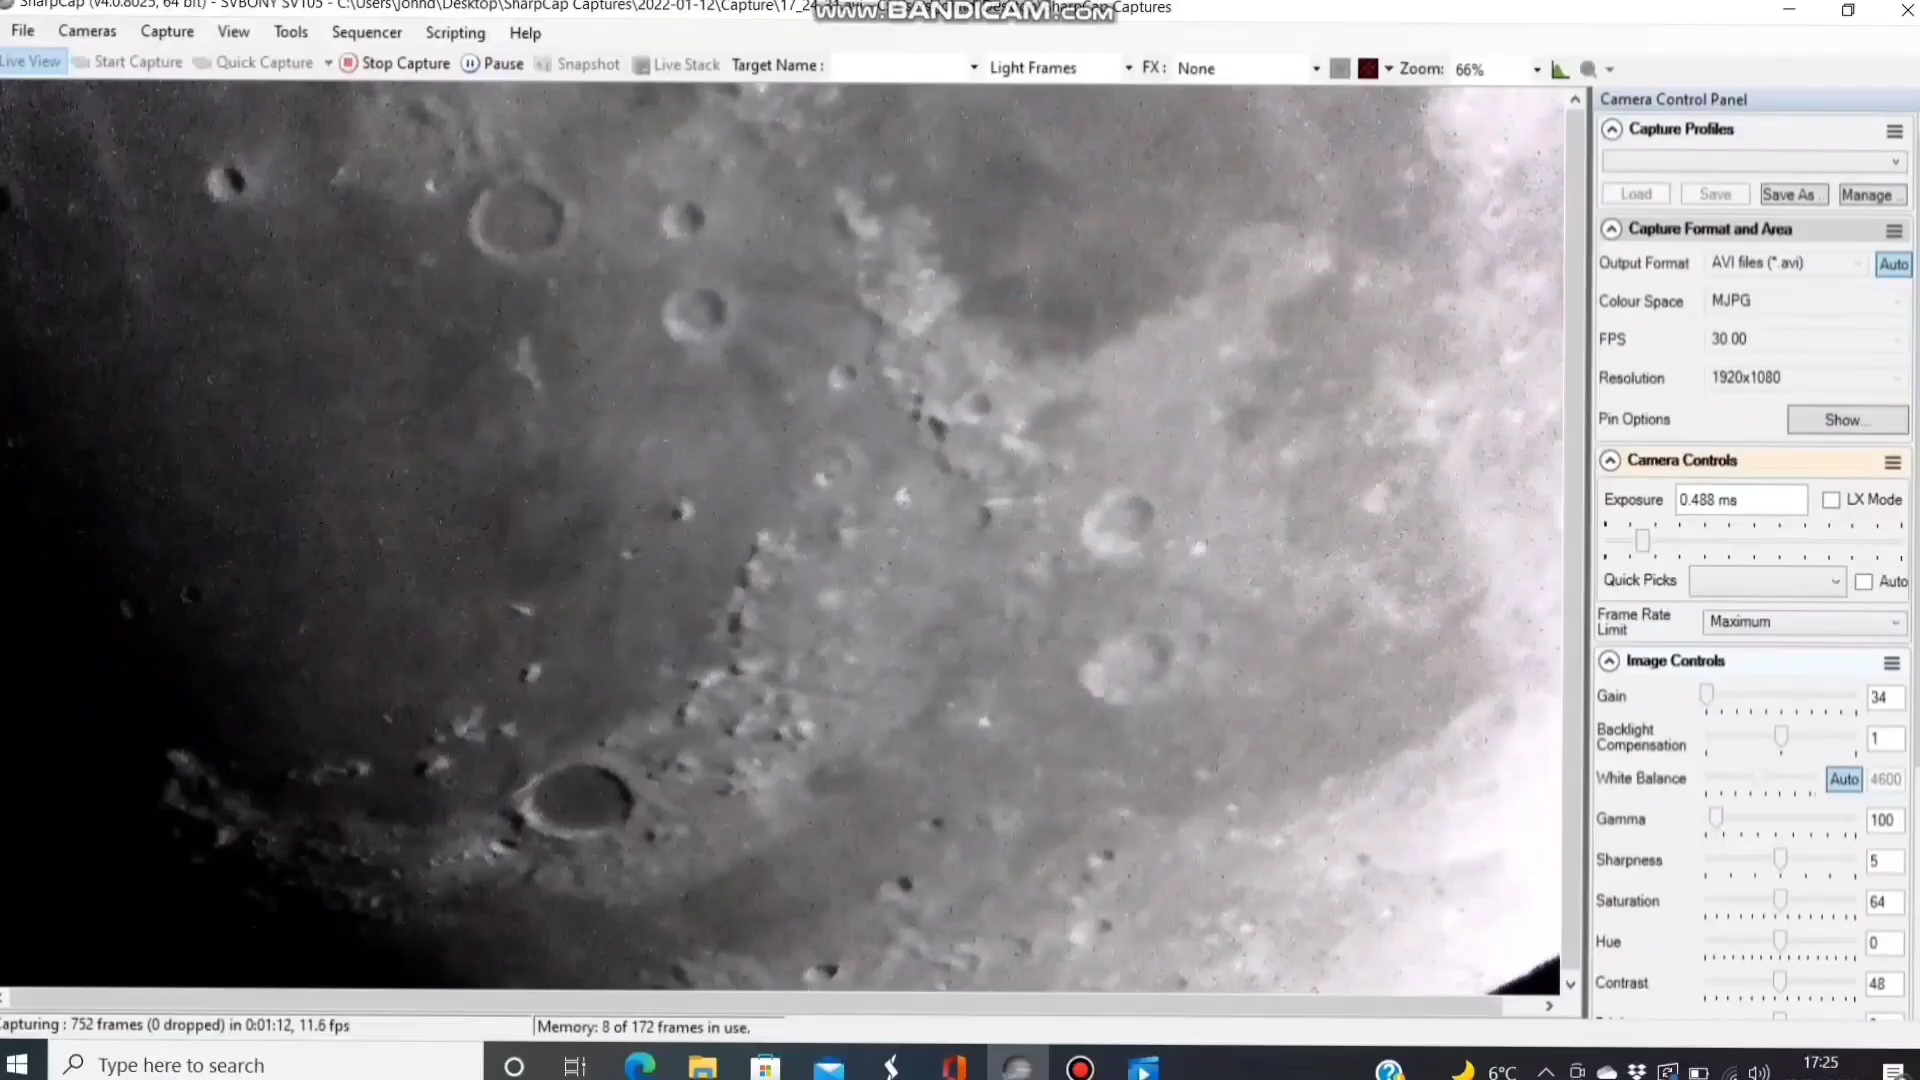 SharpCap (v4.0.8025, 64 bit) - SVBONY SV105 - C:\Users\johnd\Desktop\SharpCap Captures\2022-01-12\Capture\17_24 Captures
www.BANDICAM.com
File Cameras Capture View Tools Sequencer Scripting Help
Live View Start Capture Quick Capture Stop Capture Pause Snapshot Live Stack Target Name : Light Frames FX: None Zoom: 66%
Camera Control Panel
Capture Profiles
Load Save Save As Manage
Capture Format and Area
Output Format AVI files (*.avi) Auto
Colour Space MJPG
FPS 30.00
Resolution 1920x1080
Pin Options Show...
Camera Controls
Exposure 0.488 ms LX Mode
Quick Picks Auto
Frame Rate Limit Maximum
Image Controls
Gain 34
Backlight Compensation 1
White Balance Auto 4600
Gamma 100
Sharpness 5
Saturation 64
Hue 0
Contrast 48
apturing : 752 frames (0 dropped) in 0:01:12, 11.6 fps Memory: 8 of 172 frames in use.
Type here to search 6°C 17:25